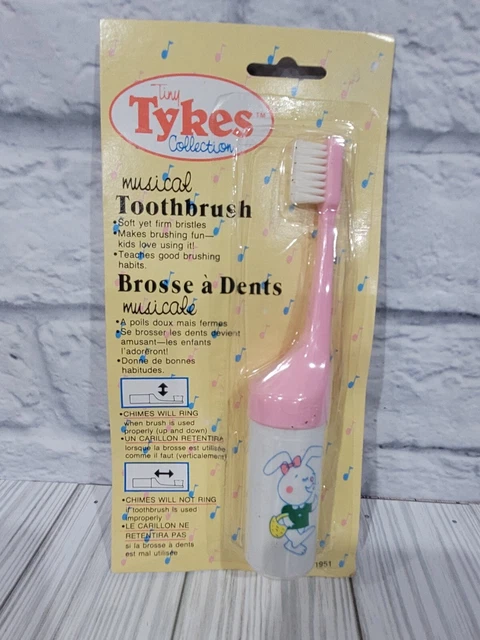 Tiny
Tykes™
Collection
musical
Toothbrush
•Soft yet firm bristles
•Makes brushing fun—
kids love using it!
•Teaches good brushing
habits.
Brosse à Dents
musicale
•A poils doux mais fermes
•Se brosser les dents devient
amusant—les enfants
l'adoreront!
•Donne de bonnes
habitudes.
•CHIMES WILL RING
when brush is used
properly (up and down)
•UN CARILLON RETENTIRA
lorsque la brosse est utilisée
comme il faut (verticalement)
•CHIMES WILL NOT RING
if toothbrush is used
improperly
•LE CARILLON NE
RETENTIRA PAS
si la brosse à dents
est mal utilisée
1951